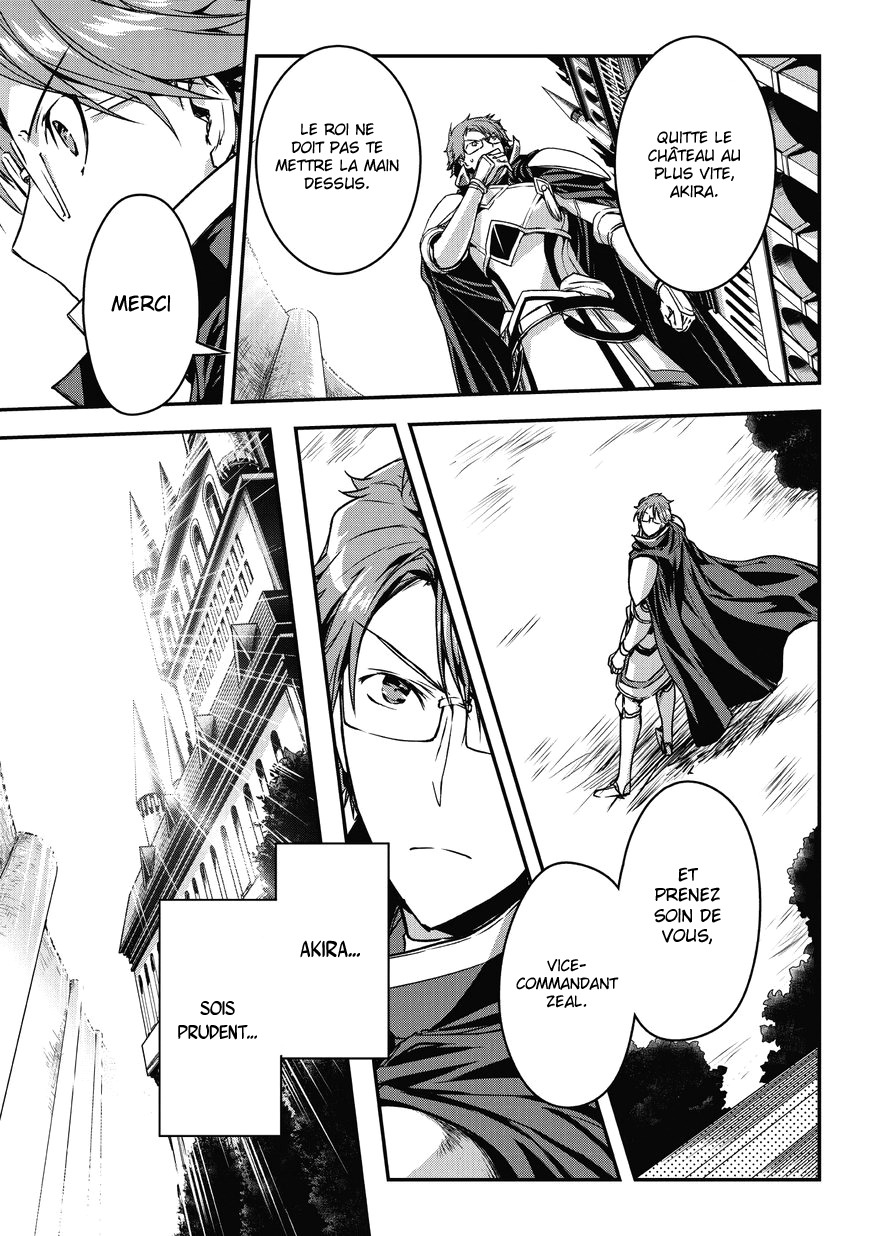 QUITTE LE
CHÂTEAU AU
PLUS VITE,
AKIRA.
LE ROI NE
DOIT PAS TE
METTRE LA MAIN
DESSUS.
MERCI
ET
PRENEZ
SOIN DE
VOUS,
VICE-
COMMANDANT
ZEAL.
AKIRA...
SOIS
PRUDENT...